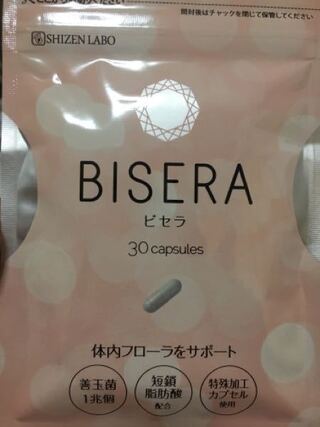 開封後はチャックを閉じて保管してください
SHIZEN LABO
BISERA
ビセラ
30 capsules
体内フローラをサポート
善玉菌
1兆個
短鎖
脂肪酸
配合
特殊加工
カプセル
使用